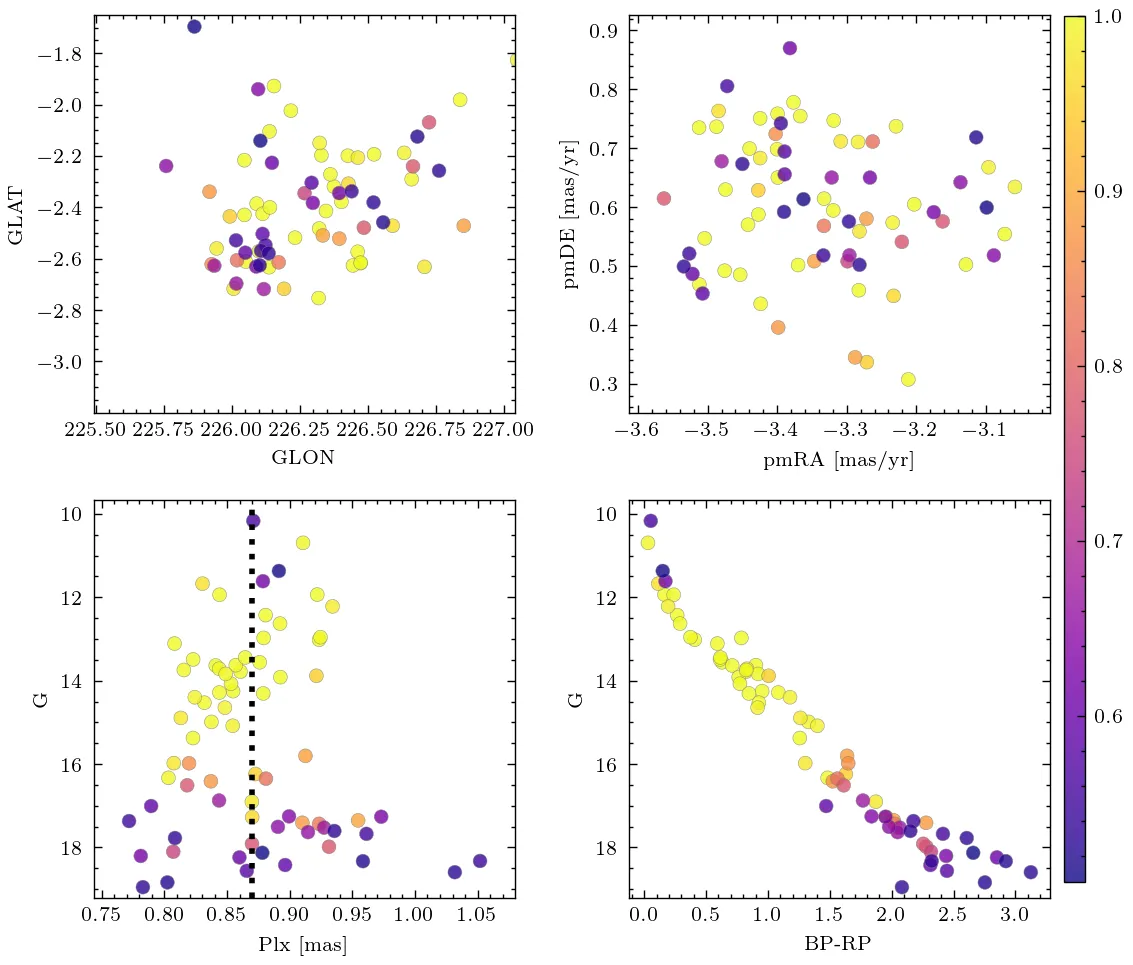 −1.8
−2.0
−2.2
−2.4
−2.6
−2.8
−3.0
GLAT
225.50 225.75 226.00 226.25 226.50 226.75 227.00
GLON
0.9
0.8
0.7
0.6
0.5
0.4
0.3
pmDE [mas/yr]
−3.6 −3.5 −3.4 −3.3 −3.2 −3.1
pmRA [mas/yr]
1.0
0.9
0.8
0.7
0.6
10
12
14
16
18
G
0.75 0.80 0.85 0.90 0.95 1.00 1.05
Plx [mas]
10
12
14
16
18
G
0.0 0.5 1.0 1.5 2.0 2.5 3.0
BP-RP